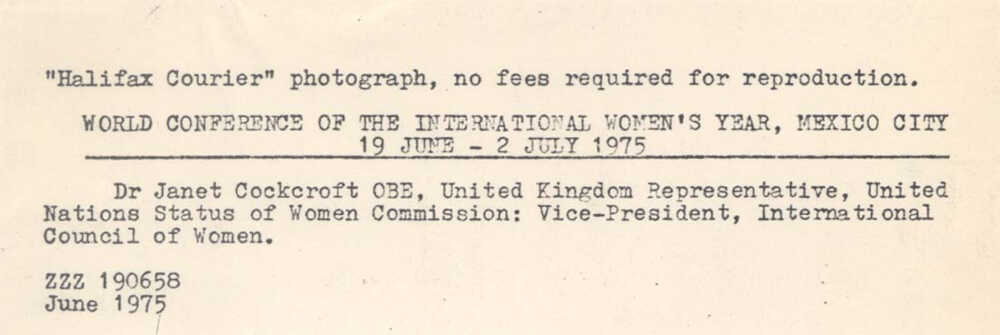 "Halifax Courier" photograph, no fees required for reproduction.
WORLD CONFERENCE OF THE INTERNATIONAL WOMEN'S YEAR, MEXICO CITY
19 JUNE - 2 JULY 1975
Dr Janet Cockcroft OBE, United Kingdom Representative, United
Nations Status of Women Commission: Vice-President, International
Council of Women.
ZZZ 190658
June 1975